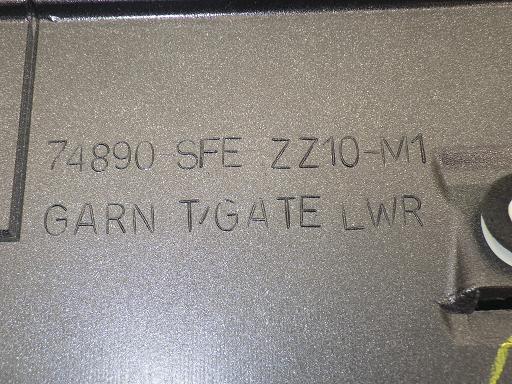 74890-SFE ZZ10-M1
GARN T/GATE LWR